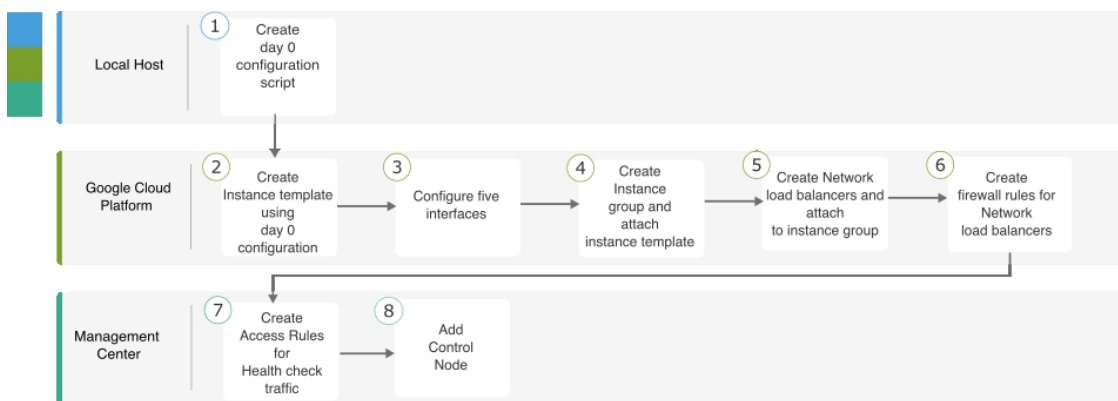 Local Host
1
Create
day 0
configuration
script
Google Cloud
Platform
2
Create
Instance template
using
day 0
configuration
3
Configure five
interfaces
4
Create
Instance
group and
attach
instance template
5
Create Network
load balancers and
attach
to instance group
6
Create
firewall rules for
Network
load balancers
Management
Center
7
Create
Access Rules
for
Health check
traffic
8
Add
Control
Node